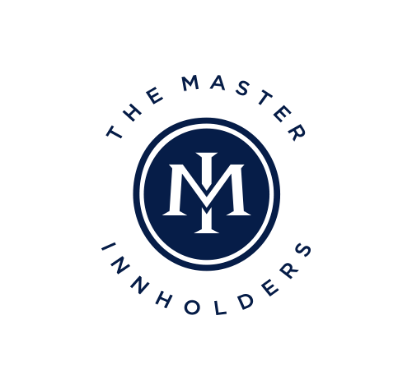 THE MASTER
IM
INNHOLDERS